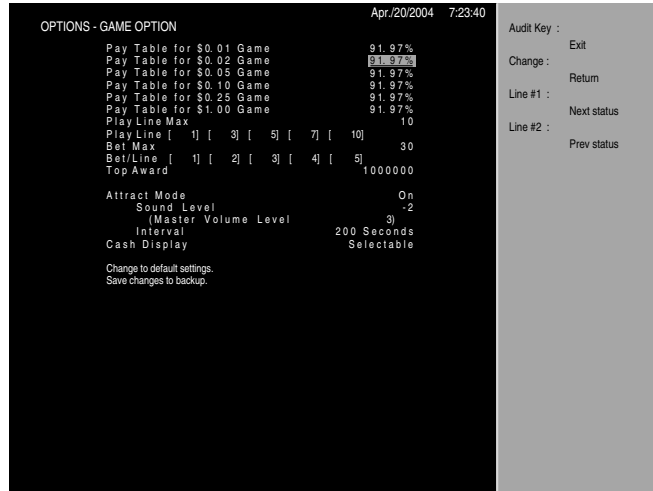 Apr./20/2004 7:23:40
OPTIONS - GAME OPTION
Pay Table for $0.01 Game 91.97%
Pay Table for $0.02 Game 91.97%
Pay Table for $0.05 Game 91.97%
Pay Table for $0.10 Game 91.97%
Pay Table for $0.25 Game 91.97%
Pay Table for $1.00 Game 91.97%
Play Line Max 10
Play Line [ 1] [ 3] [ 5] [ 7] [ 10]
Bet Max 30
Bet/Line [ 1] [ 2] [ 3] [ 4] [ 5]
Top Award 1000000
Attract Mode On
Sound Level -2
(Master Volume Level 3)
Interval 200 Seconds
Cash Display Selectable
Change to default settings.
Save changes to backup.
Audit Key :
Exit
Change :
Return
Line #1 :
Next status
Line #2 :
Prev status